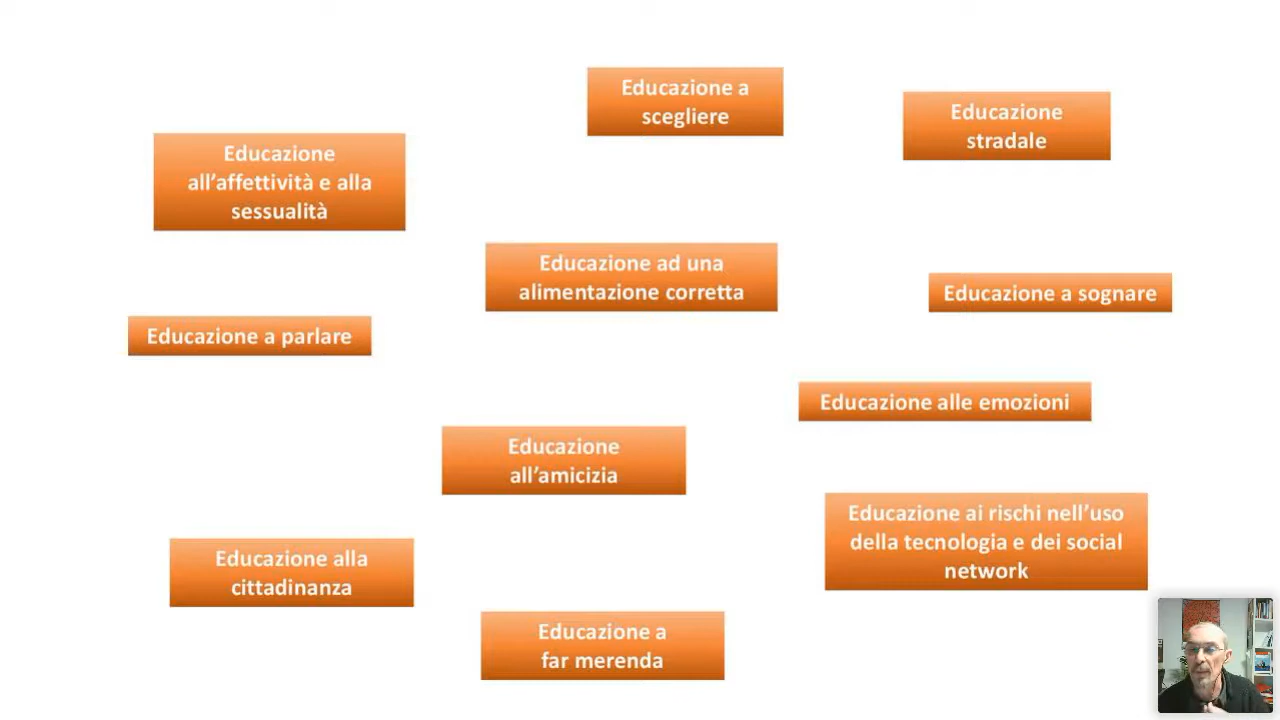 Educazione a
scegliere
Educazione
stradale
Educazione
all’affettività e alla
sessualità
Educazione ad una
alimentazione corretta
Educazione a sognare
Educazione a parlare
Educazione alle emozioni
Educazione
all’amicizia
Educazione ai rischi nell’uso
della tecnologia e dei social
network
Educazione alla
cittadinanza
Educazione a
far merenda